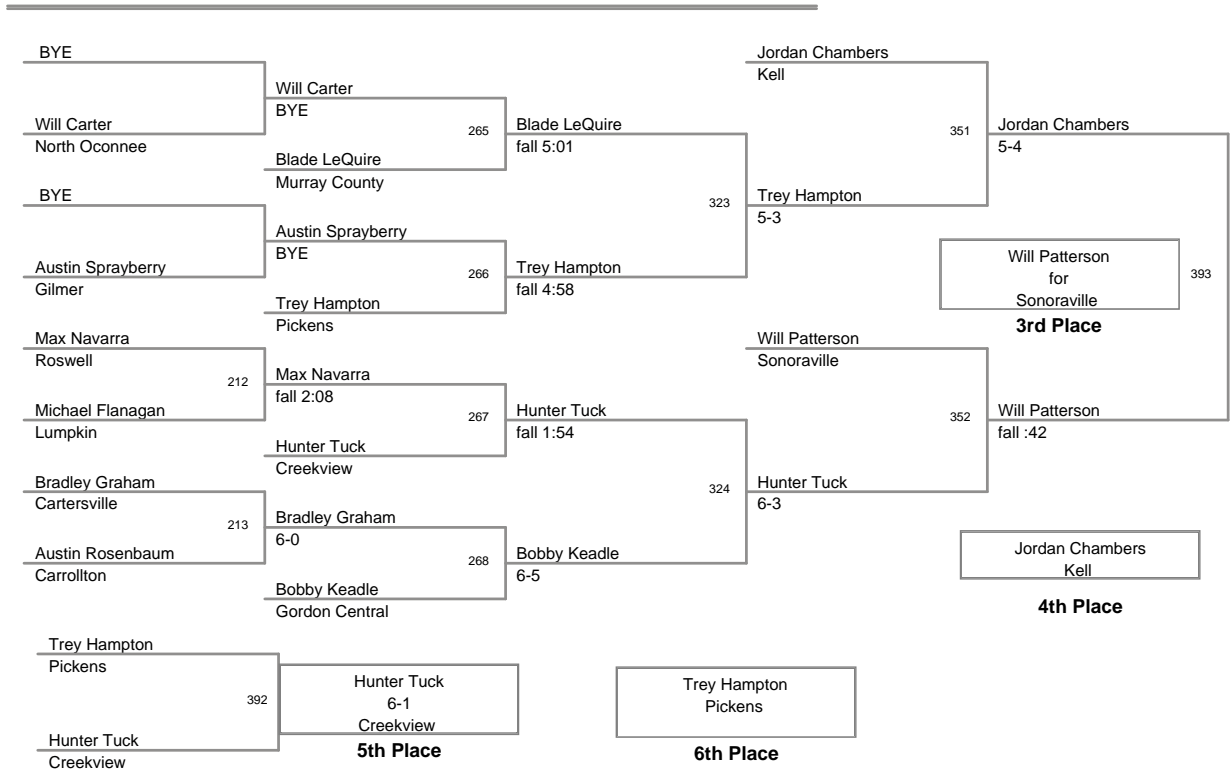 BYE
Will Carter
North Oconnee
BYE
Austin Sprayberry
Gilmer
Max Navarra
Roswell
212
Michael Flanagan
Lumpkin
Bradley Graham
Cartersville
213
Austin Rosenbaum
Carrollton
Will Carter
BYE
265
Blade LeQuire
Murray County
Austin Sprayberry
BYE
266
Trey Hampton
Pickens
Max Navarra
fall 2:08
267
Hunter Tuck
Creekview
Bradley Graham
6-0
268
Bobby Keadle
Gordon Central
Blade LeQuire
fall 5:01
323
Trey Hampton
fall 4:58
Hunter Tuck
fall 1:54
324
Bobby Keadle
6-5
Jordan Chambers
Kell
351
Trey Hampton
5-3
Will Patterson
Sonoraville
352
Hunter Tuck
6-3
Jordan Chambers
5-4
Will Patterson
for
Sonoraville
393
3rd Place
Will Patterson
fall :42
Jordan Chambers
Kell
4th Place
Trey Hampton
Pickens
392
Hunter Tuck
Creekview
Hunter Tuck
6-1
Creekview
5th Place
Trey Hampton
Pickens
6th Place